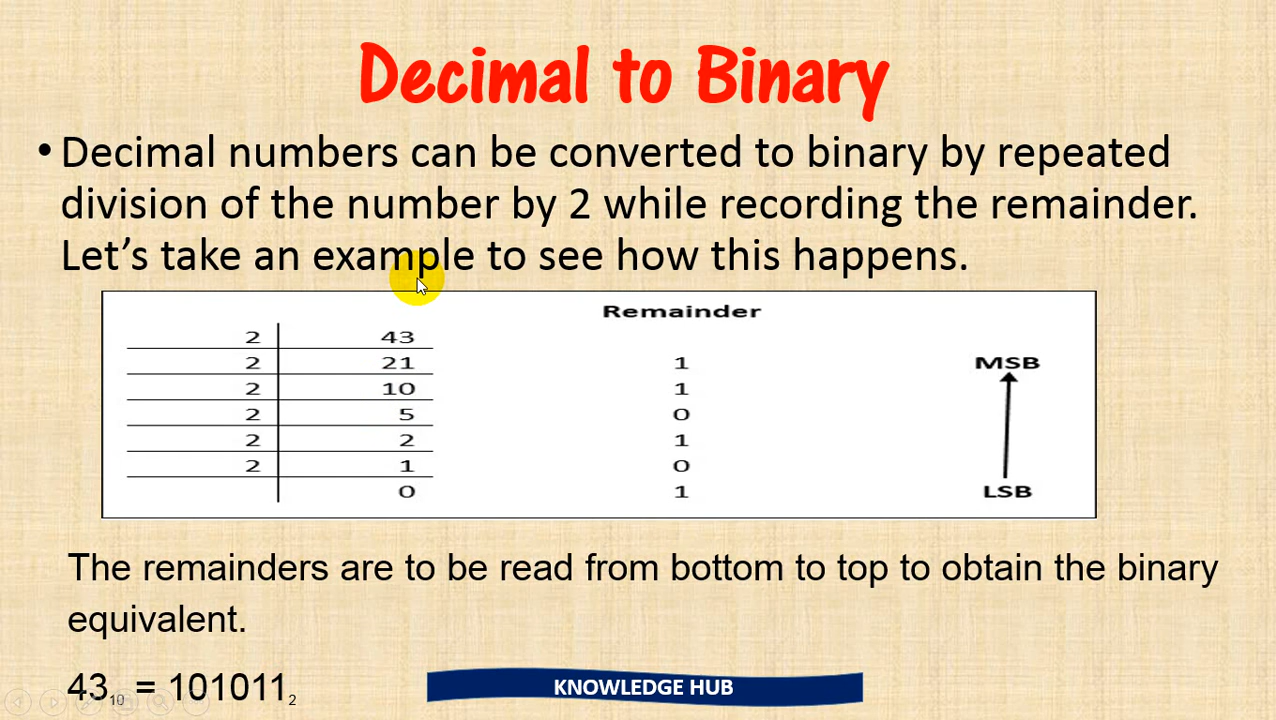 Decimal to Binary
• Decimal numbers can be converted to binary by repeated
division of the number by 2 while recording the remainder.
Let’s take an example to see how this happens.
Remainder
2 43
2 21 1 MSB
2 10 1
2 5 0
2 2 1
2 1 0
0 1 LSB
The remainders are to be read from bottom to top to obtain the binary
equivalent.
43₁₀ = 101011₂
KNOWLEDGE HUB